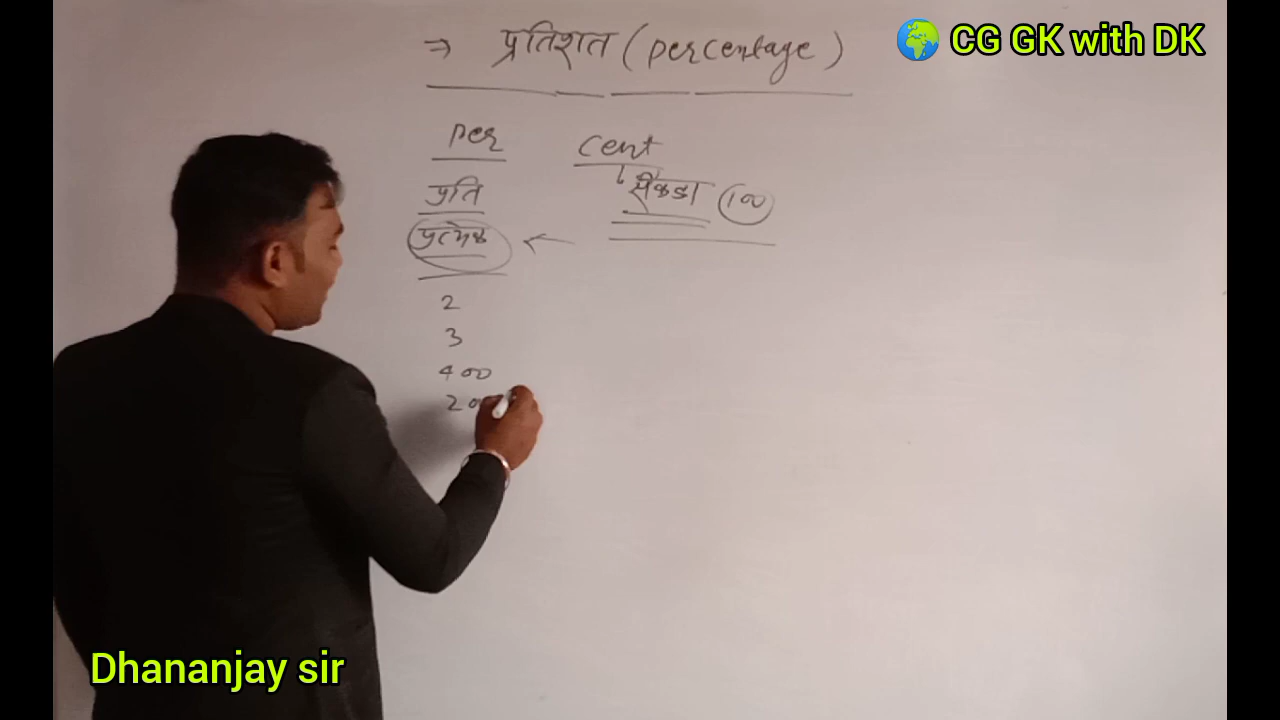 ⇒ प्रतिशत (percentage)
🌍 CG GK with DK
per cent
प्रति सैंकडा 100
प्रत्येक ←
2
3
400
200
Dhananjay sir